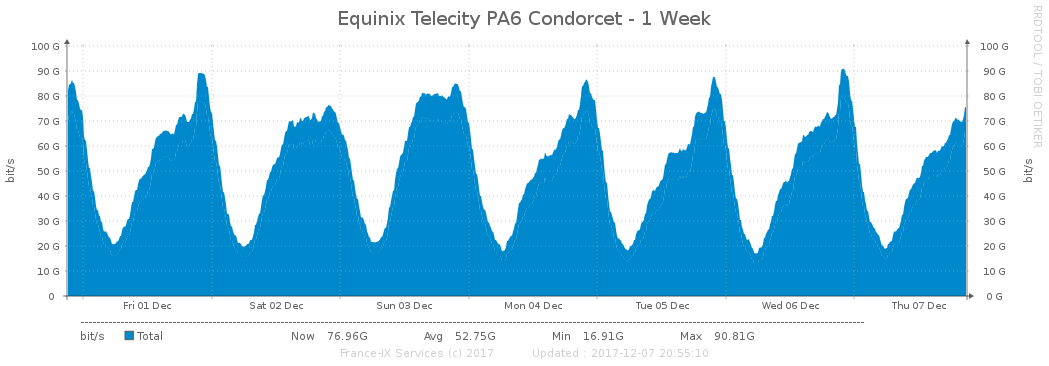 Equinix Telecity PA6 Condorcet - 1 Week
RRDTOOL / TOBI OETIKER
bit/s
100 G
90 G
80 G
70 G
60 G
50 G
40 G
30 G
20 G
10 G
0
100 G
90 G
80 G
70 G
60 G
50 G
40 G
30 G
20 G
10 G
0 G
bit/s
Fri 01 Dec Sat 02 Dec Sun 03 Dec Mon 04 Dec Tue 05 Dec Wed 06 Dec Thu 07 Dec
bit/s Total Now 76.96G Avg 52.75G Min 16.91G Max 90.81G
France-IX Services (c) 2017 Updated : 2017-12-07 20:55:10